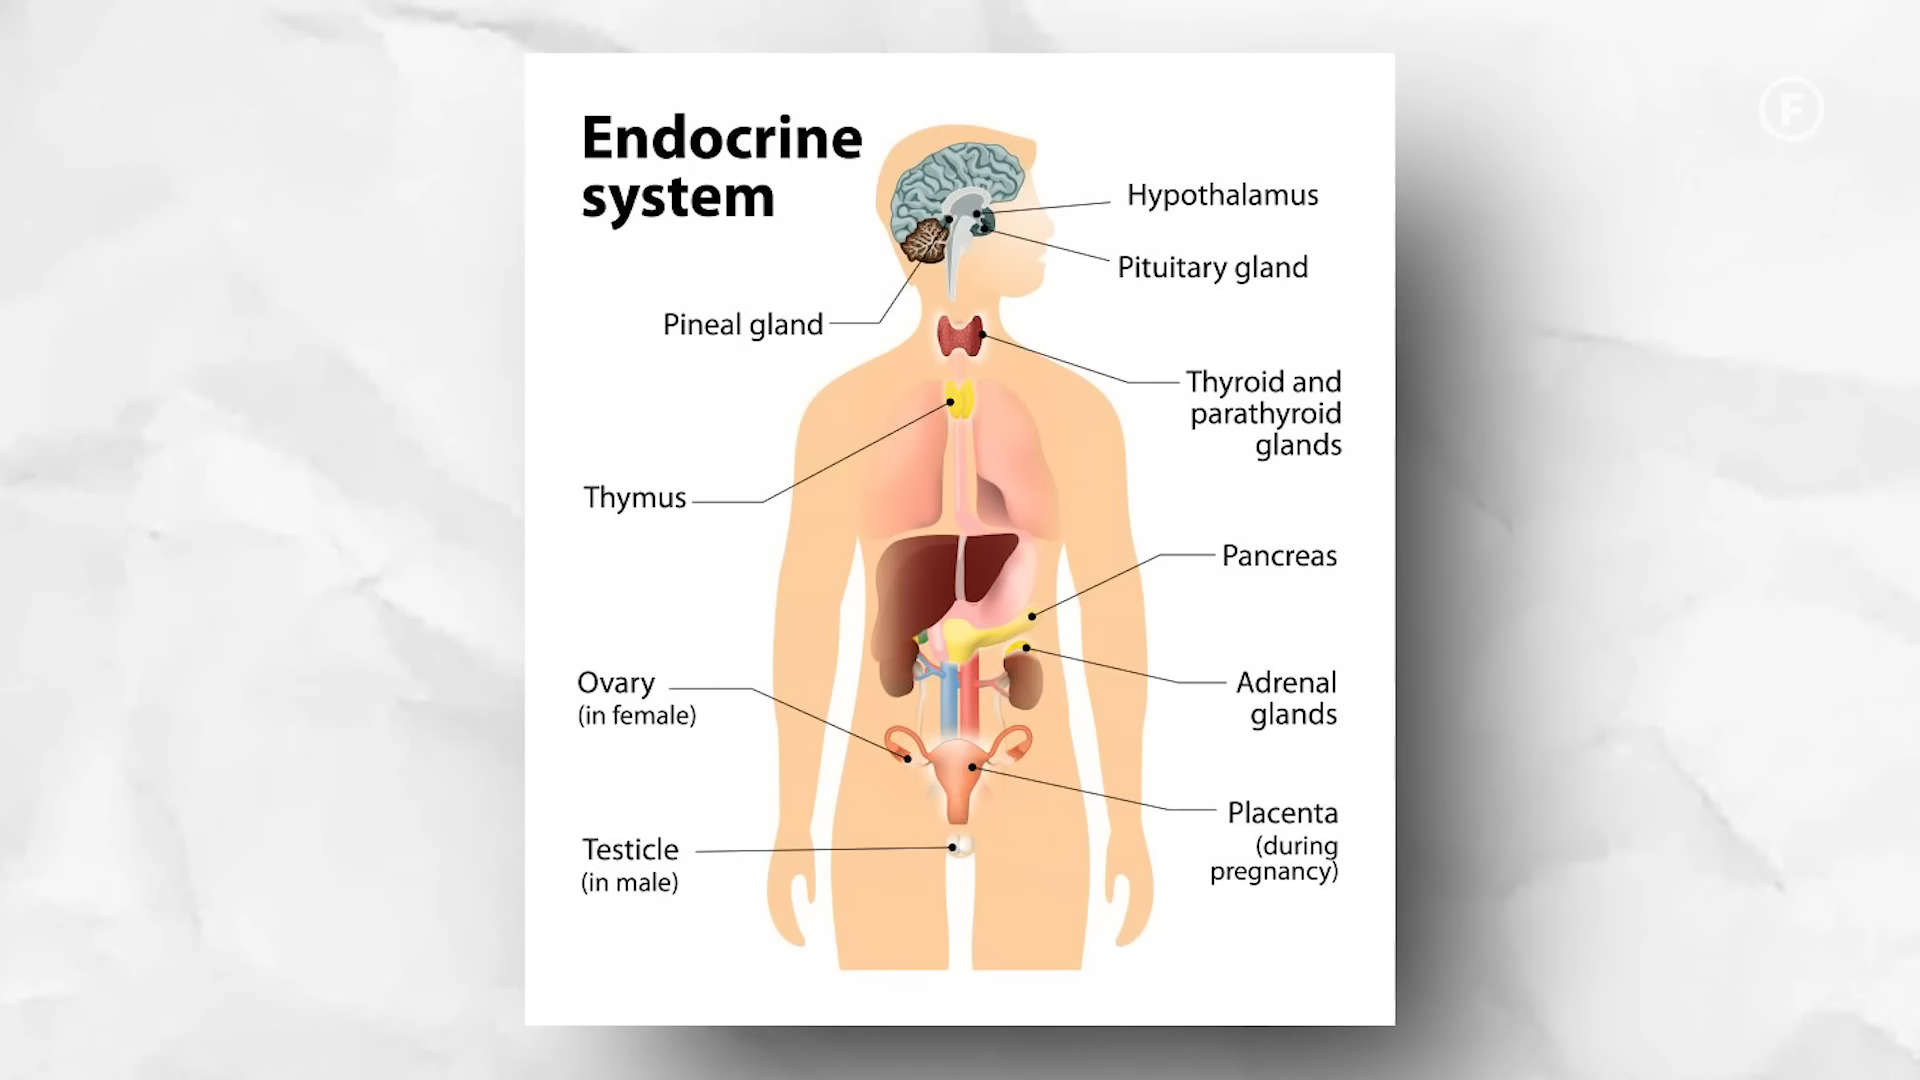 Endocrine
system
Hypothalamus
Pituitary gland
Pineal gland
Thyroid and
parathyroid
glands
Thymus
Pancreas
Ovary
(in female)
Adrenal
glands
Placenta
(during
pregnancy)
Testicle
(in male)
F